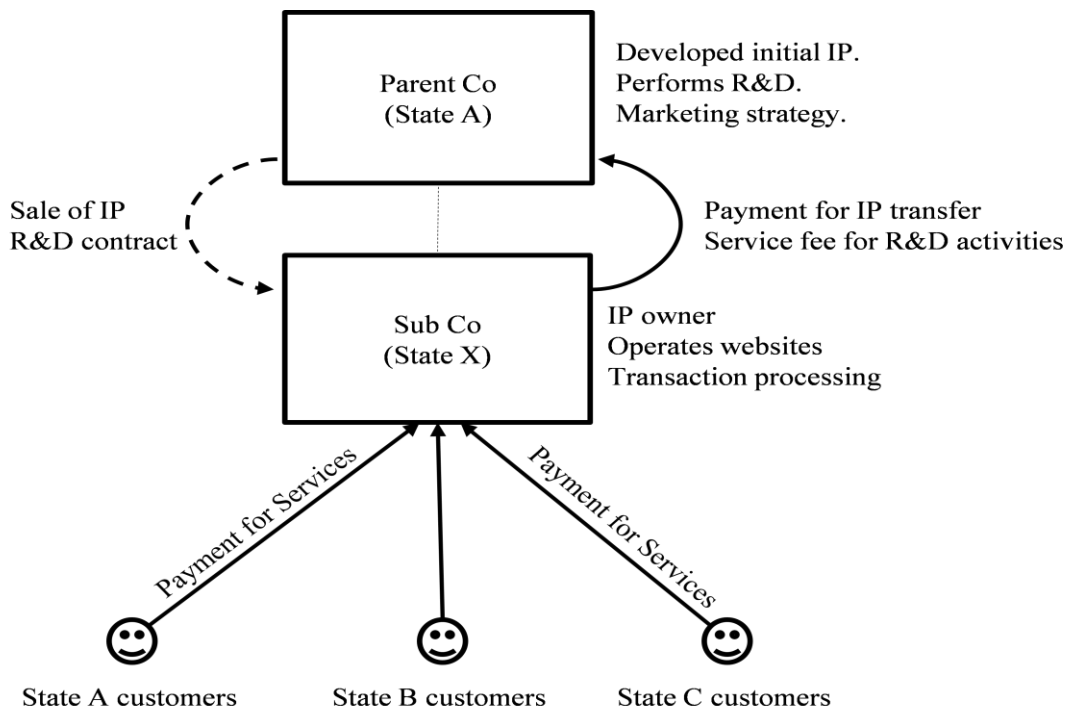 Parent Co
(State A)
Developed initial IP.
Performs R&D.
Marketing strategy.
Sale of IP
R&D contract
Payment for IP transfer
Service fee for R&D activities
Sub Co
(State X)
IP owner
Operates websites
Transaction processing
Payment for Services
Payment for Services
State A customers
State B customers
State C customers